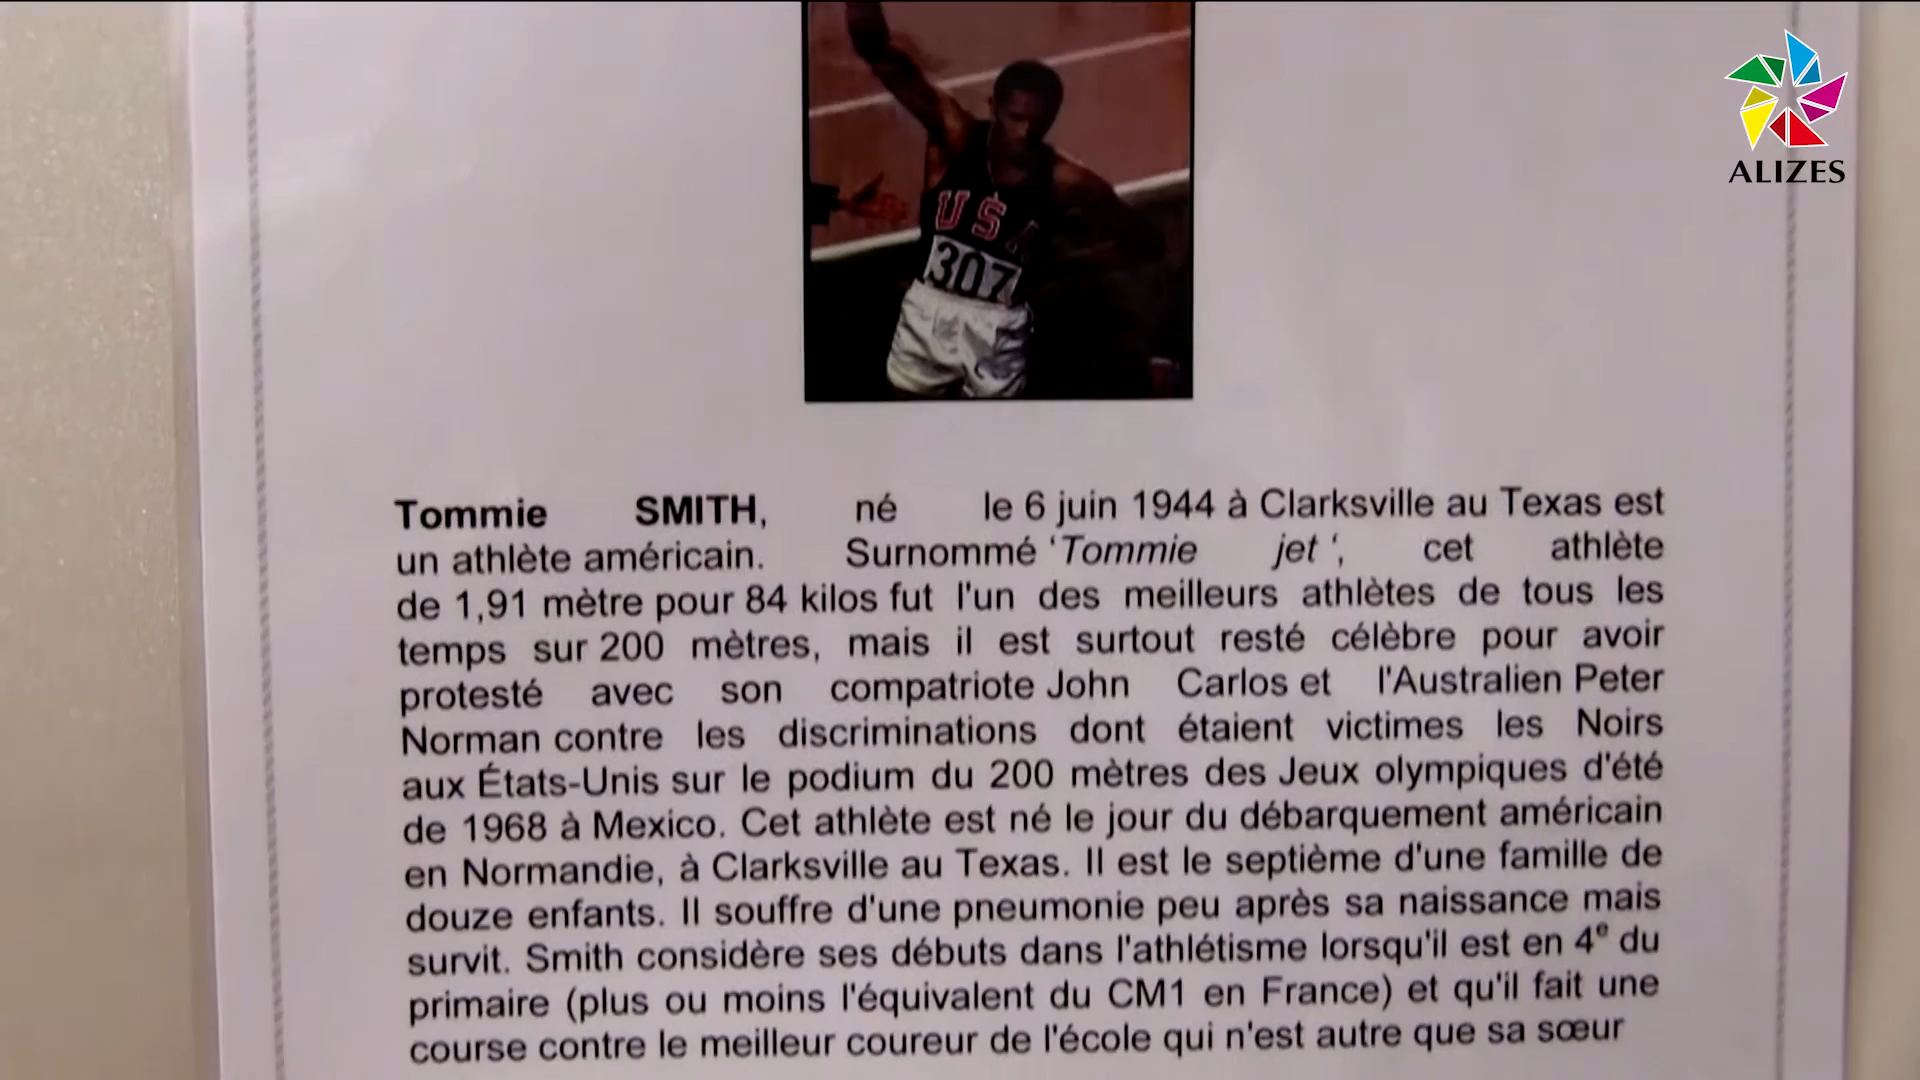 ALIZES
USA
307
Tommie SMITH, né le 6 juin 1944 à Clarksville au Texas est
un athlète américain. Surnommé ‘Tommie jet ‘, cet athlète
de 1,91 mètre pour 84 kilos fut l'un des meilleurs athlètes de tous les
temps sur 200 mètres, mais il est surtout resté célèbre pour avoir
protesté avec son compatriote John Carlos et l'Australien Peter
Norman contre les discriminations dont étaient victimes les Noirs
aux États-Unis sur le podium du 200 mètres des Jeux olympiques d'été
de 1968 à Mexico. Cet athlète est né le jour du débarquement américain
en Normandie, à Clarksville au Texas. Il est le septième d'une famille de
douze enfants. Il souffre d'une pneumonie peu après sa naissance mais
survit. Smith considère ses débuts dans l'athlétisme lorsqu'il est en 4e du
primaire (plus ou moins l'équivalent du CM1 en France) et qu'il fait une
course contre le meilleur coureur de l'école qui n'est autre que sa sœur